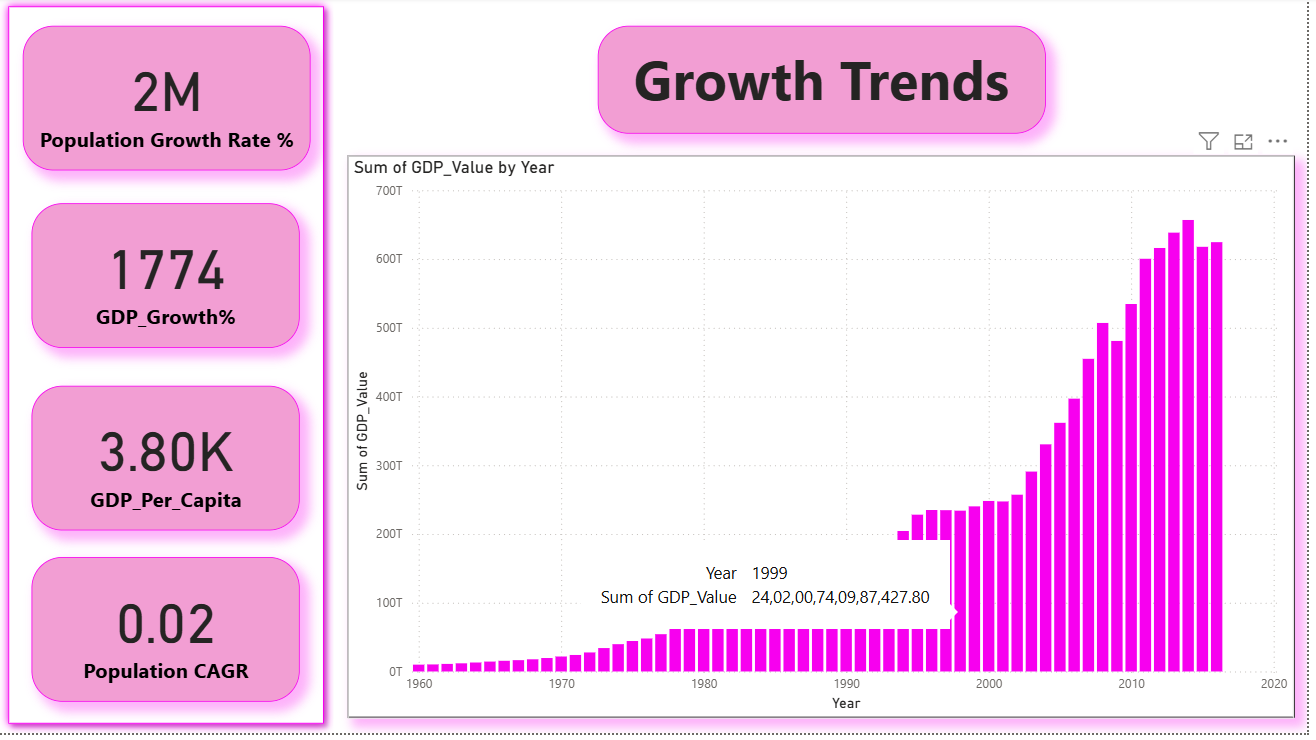 2M
Population Growth Rate %
1774
GDP_Growth%
3.80K
GDP_Per_Capita
0.02
Population CAGR
Growth Trends
Sum of GDP_Value by Year
700T
600T
500T
400T
300T
200T
100T
0T
Sum of GDP_Value
Year 1999
Sum of GDP_Value 24,02,00,74,09,87,427.80
1960 1970 1980 1990 2000 2010 2020
Year